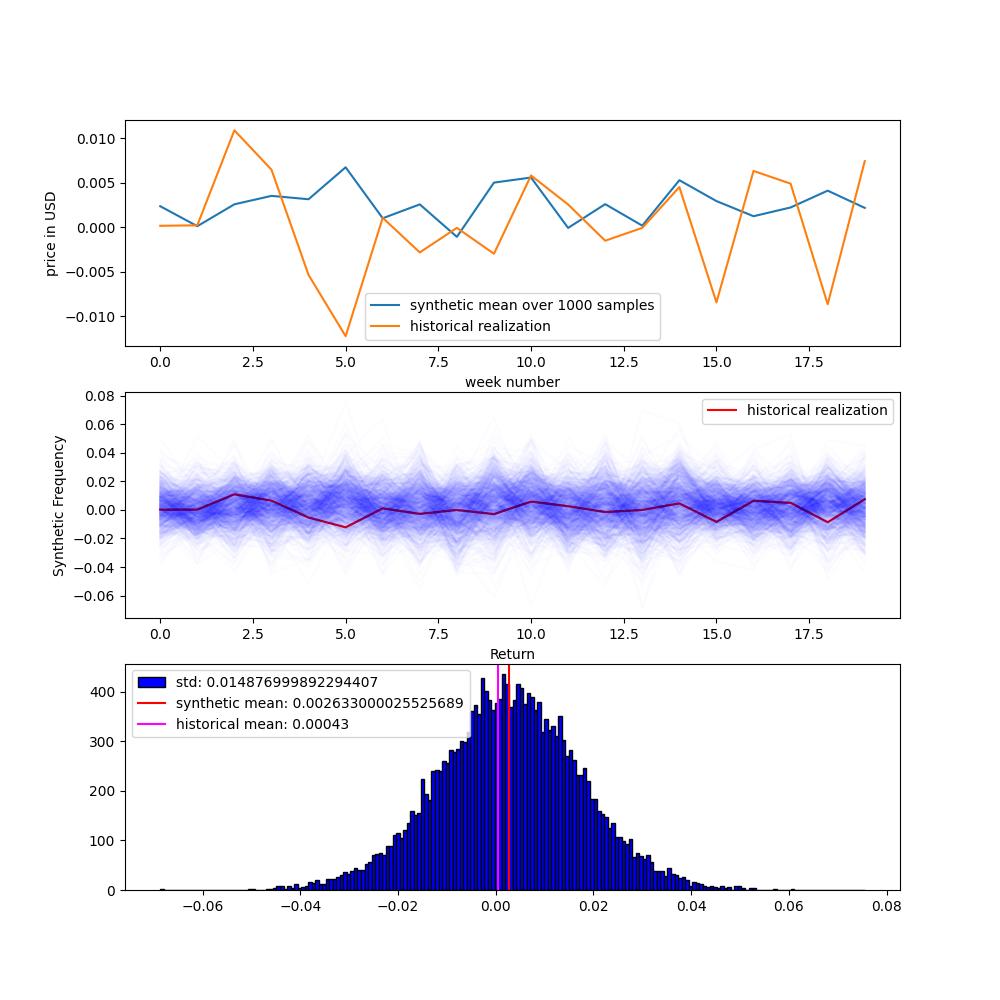 0.010
0.005
0.000
−0.005
−0.010
price in USD
synthetic mean over 1000 samples
historical realization
0.0 2.5 5.0 7.5 10.0 12.5 15.0 17.5
week number
0.08
0.06
0.04
0.02
0.00
−0.02
−0.04
−0.06
Synthetic Frequency
historical realization
0.0 2.5 5.0 7.5 10.0 12.5 15.0 17.5
Return
400
300
200
100
0
std: 0.014876999892294407
synthetic mean: 0.002633000025525689
historical mean: 0.00043
−0.06 −0.04 −0.02 0.00 0.02 0.04 0.06 0.08